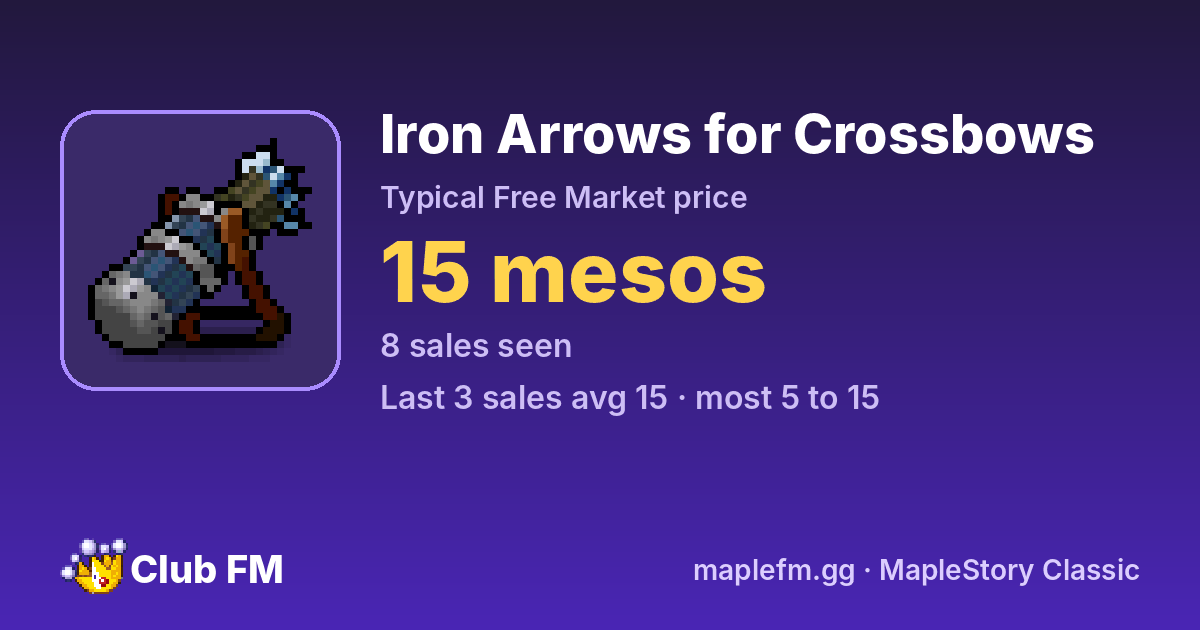 Iron Arrows for Crossbows
Typical Free Market price
15 mesos
8 sales seen
Last 3 sales avg 15 · most 5 to 15
Club FM
maplefm.gg · MapleStory Classic